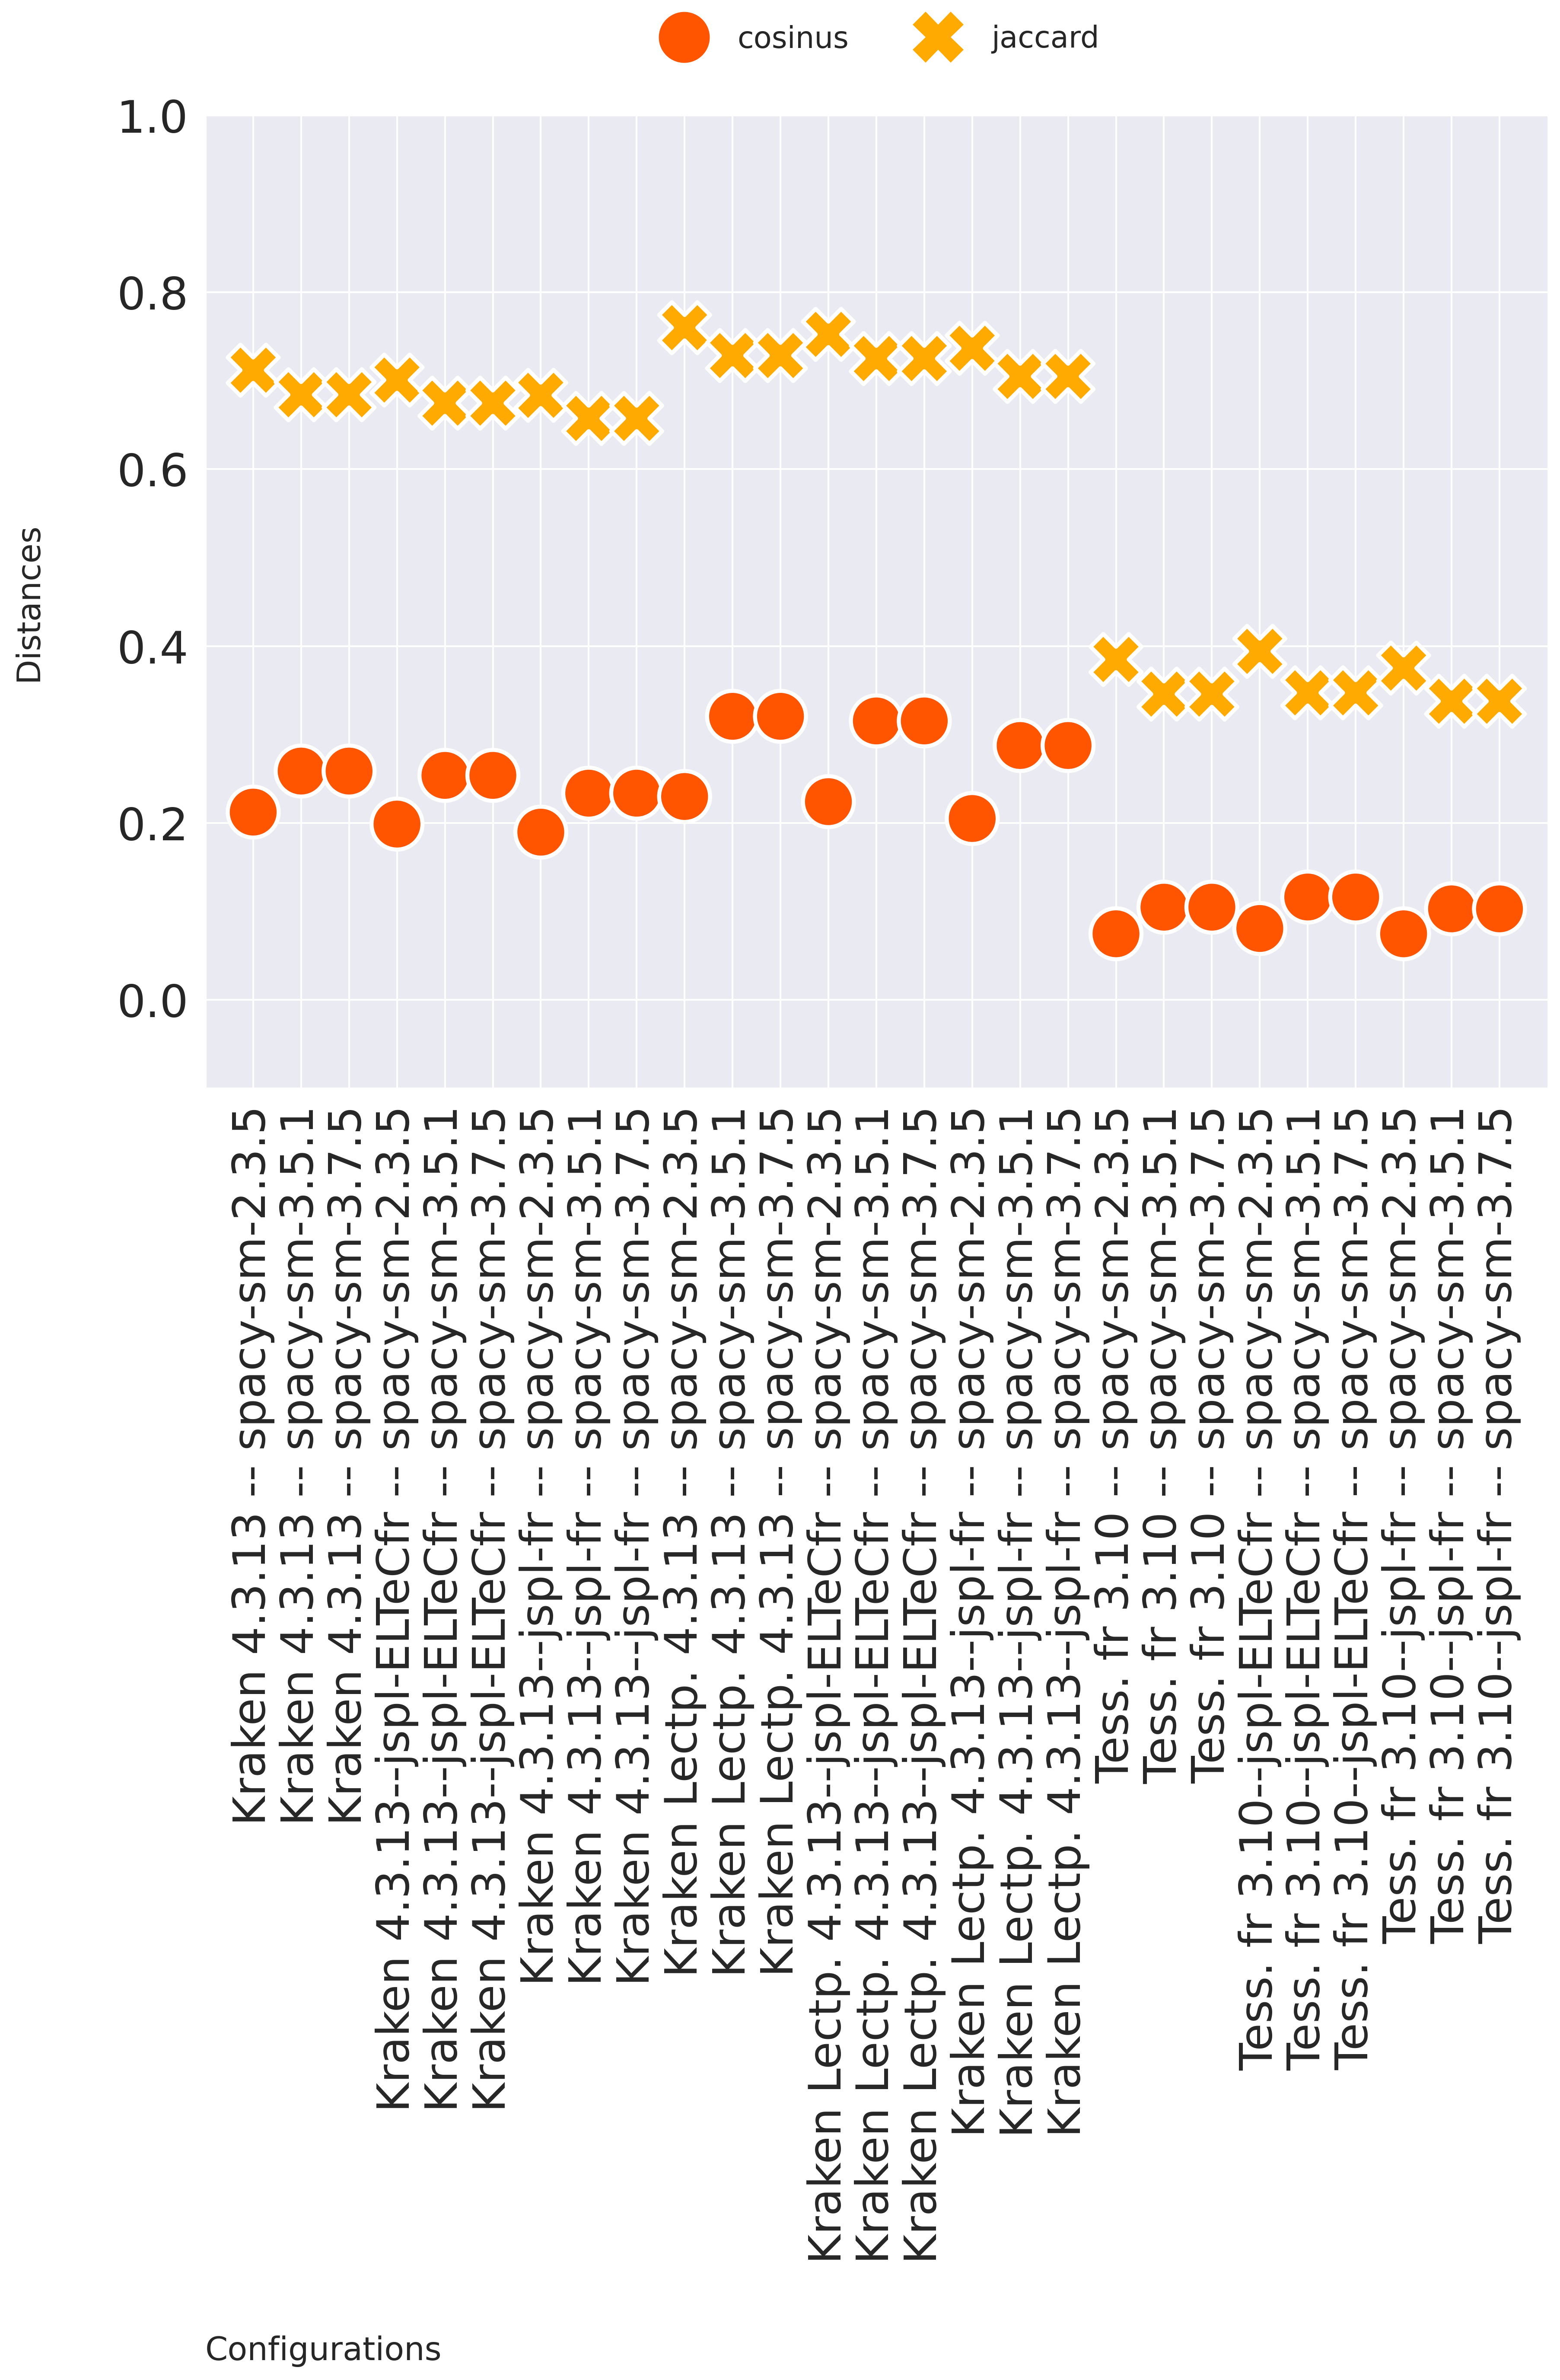 cosinus
jaccard
1.0
0.8
0.6
0.4
0.2
0.0
Distances
Kraken 4.3.13 -- spacy-sm-2.3.5
Kraken 4.3.13 -- spacy-sm-3.5.1
Kraken 4.3.13 -- spacy-sm-3.7.5
Kraken 4.3.13--jspl-ELTeCfr -- spacy-sm-2.3.5
Kraken 4.3.13--jspl-ELTeCfr -- spacy-sm-3.5.1
Kraken 4.3.13--jspl-ELTeCfr -- spacy-sm-3.7.5
Kraken 4.3.13--jspl-fr -- spacy-sm-2.3.5
Kraken 4.3.13--jspl-fr -- spacy-sm-3.5.1
Kraken 4.3.13--jspl-fr -- spacy-sm-3.7.5
Kraken Lectp. 4.3.13 -- spacy-sm-2.3.5
Kraken Lectp. 4.3.13 -- spacy-sm-3.5.1
Kraken Lectp. 4.3.13 -- spacy-sm-3.7.5
Kraken Lectp. 4.3.13--jspl-ELTeCfr -- spacy-sm-2.3.5
Kraken Lectp. 4.3.13--jspl-ELTeCfr -- spacy-sm-3.5.1
Kraken Lectp. 4.3.13--jspl-ELTeCfr -- spacy-sm-3.7.5
Kraken Lectp. 4.3.13--jspl-fr -- spacy-sm-2.3.5
Kraken Lectp. 4.3.13--jspl-fr -- spacy-sm-3.5.1
Kraken Lectp. 4.3.13--jspl-fr -- spacy-sm-3.7.5
Tess. fr 3.10 -- spacy-sm-2.3.5
Tess. fr 3.10 -- spacy-sm-3.5.1
Tess. fr 3.10 -- spacy-sm-3.7.5
Tess. fr 3.10--jspl-ELTeCfr -- spacy-sm-2.3.5
Tess. fr 3.10--jspl-ELTeCfr -- spacy-sm-3.5.1
Tess. fr 3.10--jspl-ELTeCfr -- spacy-sm-3.7.5
Tess. fr 3.10--jspl-fr -- spacy-sm-2.3.5
Tess. fr 3.10--jspl-fr -- spacy-sm-3.5.1
Tess. fr 3.10--jspl-fr -- spacy-sm-3.7.5
Configurations